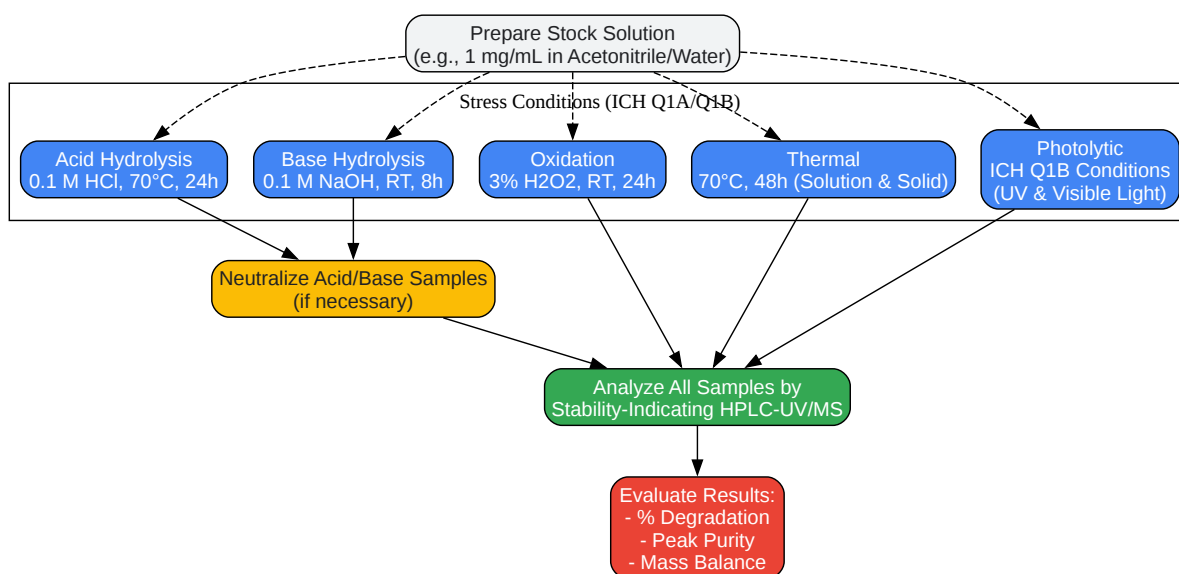 Prepare Stock Solution
(e.g., 1 mg/mL in Acetonitrile/Water)
Stress Conditions (ICH Q1A/Q1B)
Acid Hydrolysis
0.1 M HCl, 70°C, 24h
Base Hydrolysis
0.1 M NaOH, RT, 8h
Oxidation
3% H2O2, RT, 24h
Thermal
70°C, 48h (Solution & Solid)
Photolytic
ICH Q1B Conditions
(UV & Visible Light)
Neutralize Acid/Base Samples
(if necessary)
Analyze All Samples by
Stability-Indicating HPLC-UV/MS
Evaluate Results:
- % Degradation
- Peak Purity
- Mass Balance